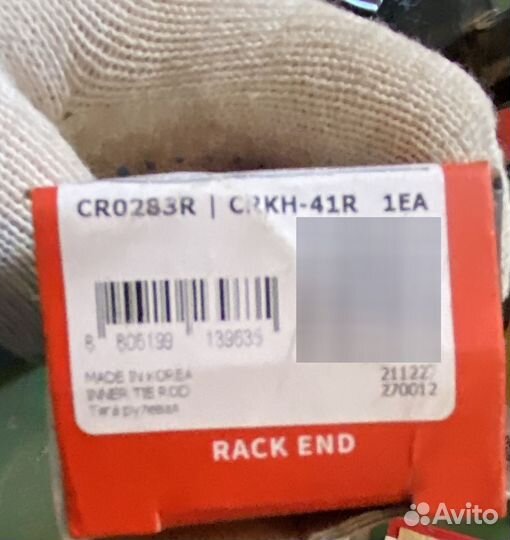 CR0283R | CRKH-41R 1EA
8 806199 139635
MADE IN KOREA
INNER TIE ROD
Тяга рулевая
211227
270012
RACK END
Avito